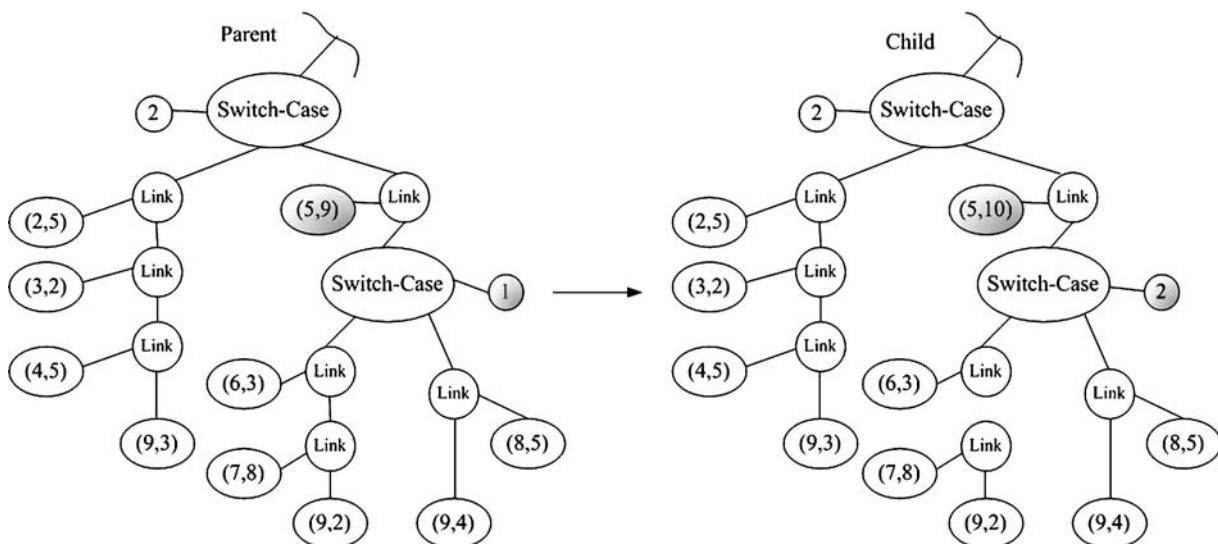 Parent
2
Switch-Case
Link
Link
(2,5)
(5,9)
Link
(3,2)
Switch-Case
1
Link
(4,5)
Link
(6,3)
Link
(9,3)
Link
(8,5)
(7,8)
(9,2)
(9,4)
Child
2
Switch-Case
Link
Link
(2,5)
(5,10)
Link
(3,2)
Switch-Case
2
Link
(4,5)
Link
(6,3)
Link
(9,3)
Link
(8,5)
(7,8)
(9,2)
(9,4)